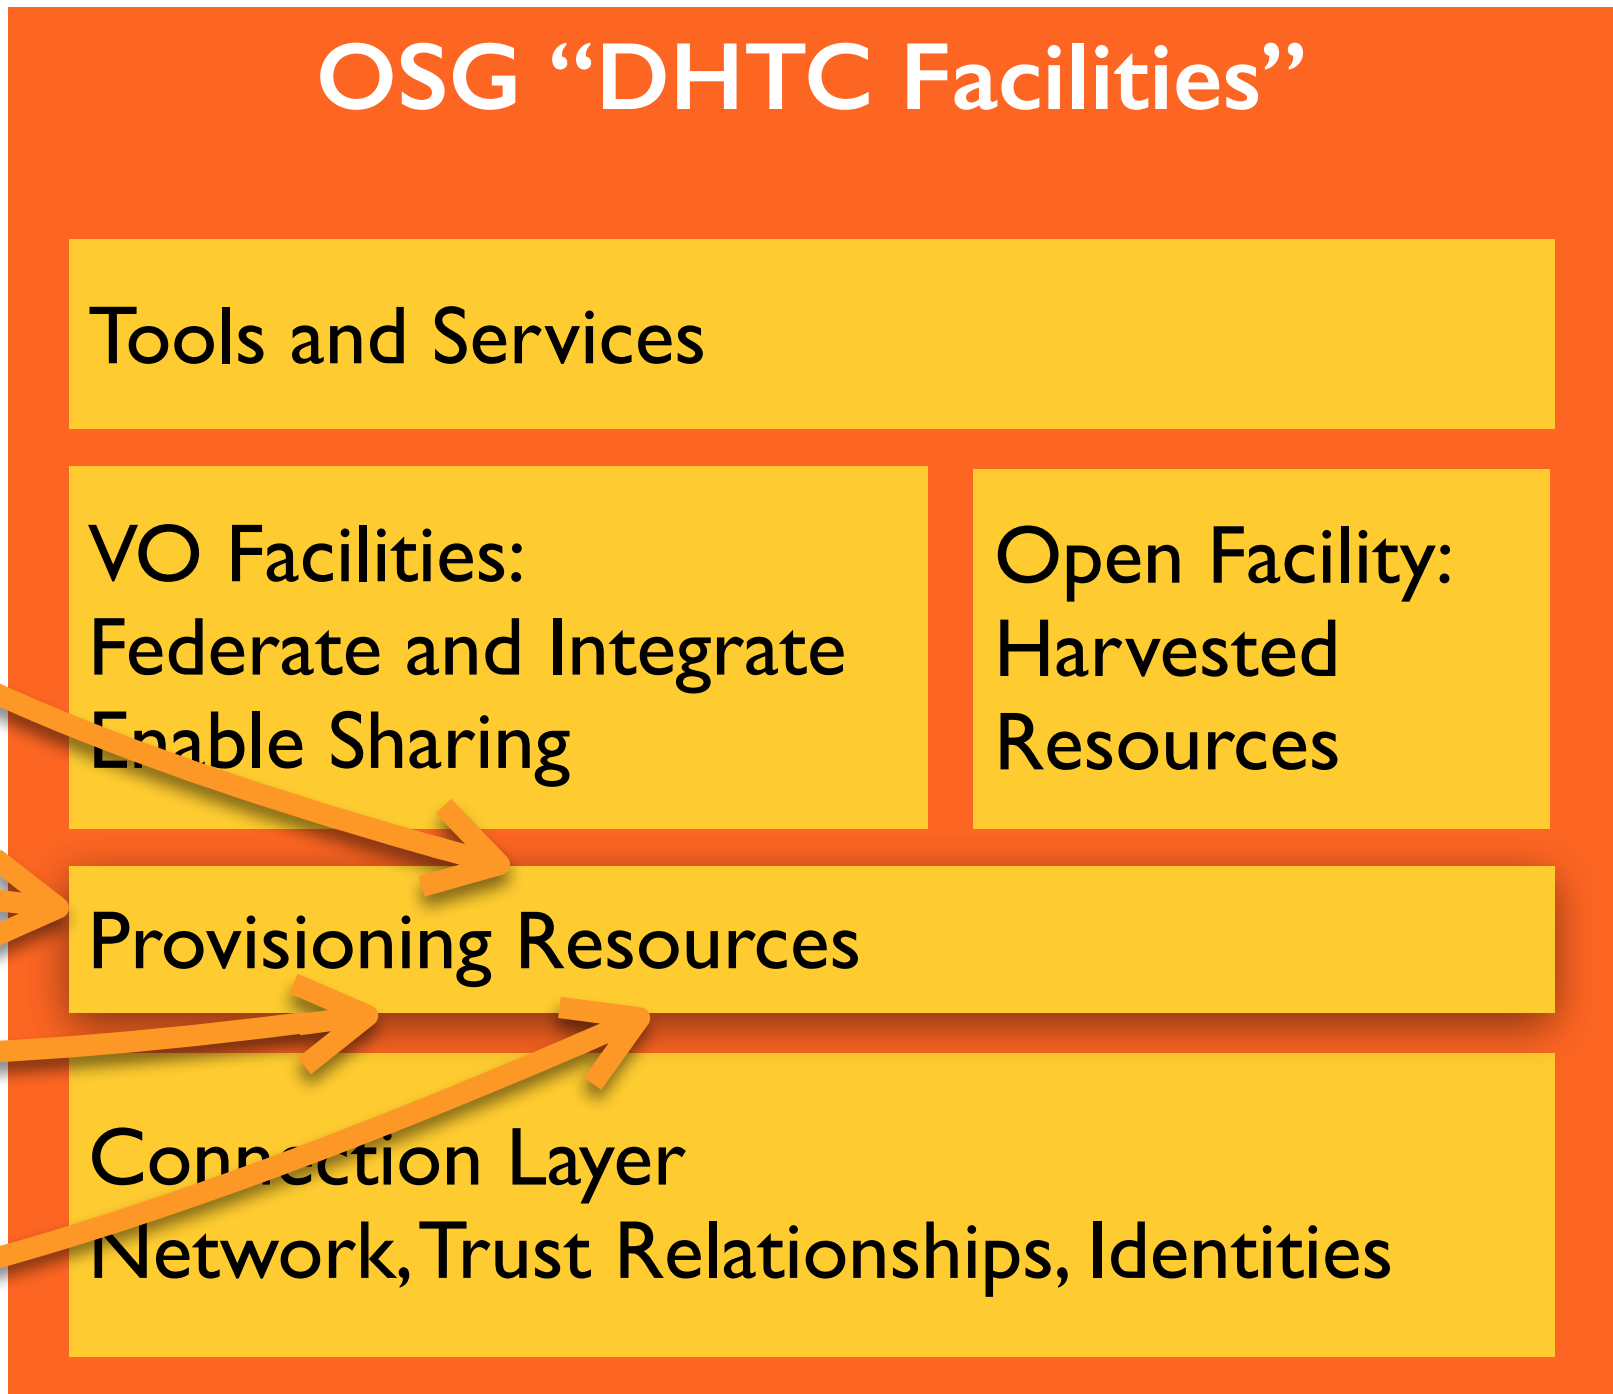 OSG “DHTC Facilities”
Tools and Services
VO Facilities:
Federate and Integrate
Enable Sharing
Open Facility:
Harvested
Resources
Provisioning Resources
Connection Layer
Network, Trust Relationships, Identities